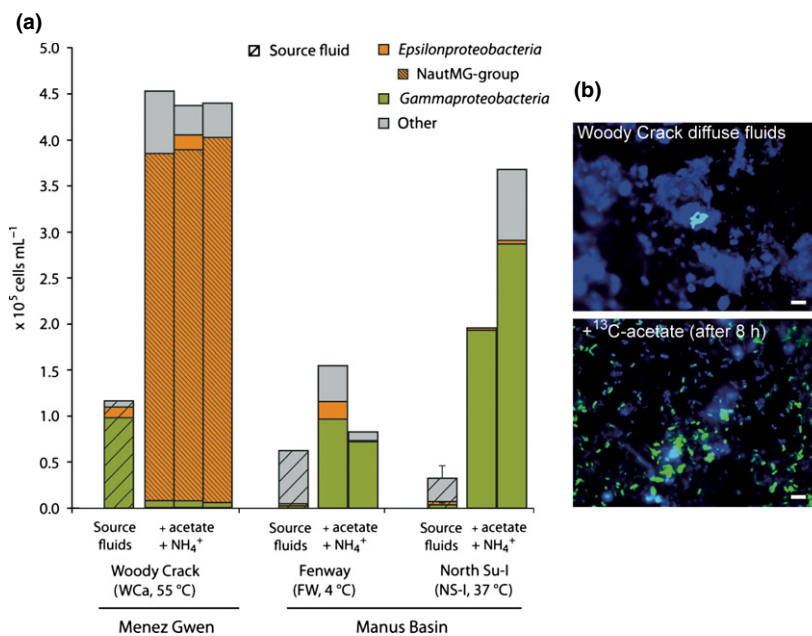 (a)
5.0
4.5
4.0
3.5
3.0
2.5
2.0
1.5
1.0
0.5
0.0
x 10⁵ cells mL⁻¹
Source fluid
Epsilonproteobacteria
NautMG-group
Gammaproteobacteria
Other
Source fluids
+ acetate + NH₄⁺
Woody Crack
(WCa, 55 °C)
Source fluids
+ acetate + NH₄⁺
Fenway
(FW, 4 °C)
Source fluids
+ acetate + NH₄⁺
North Su-I
(NS-I, 37 °C)
Menez Gwen
Manus Basin
(b)
Woody Crack diffuse fluids
+¹³C-acetate (after 8 h)